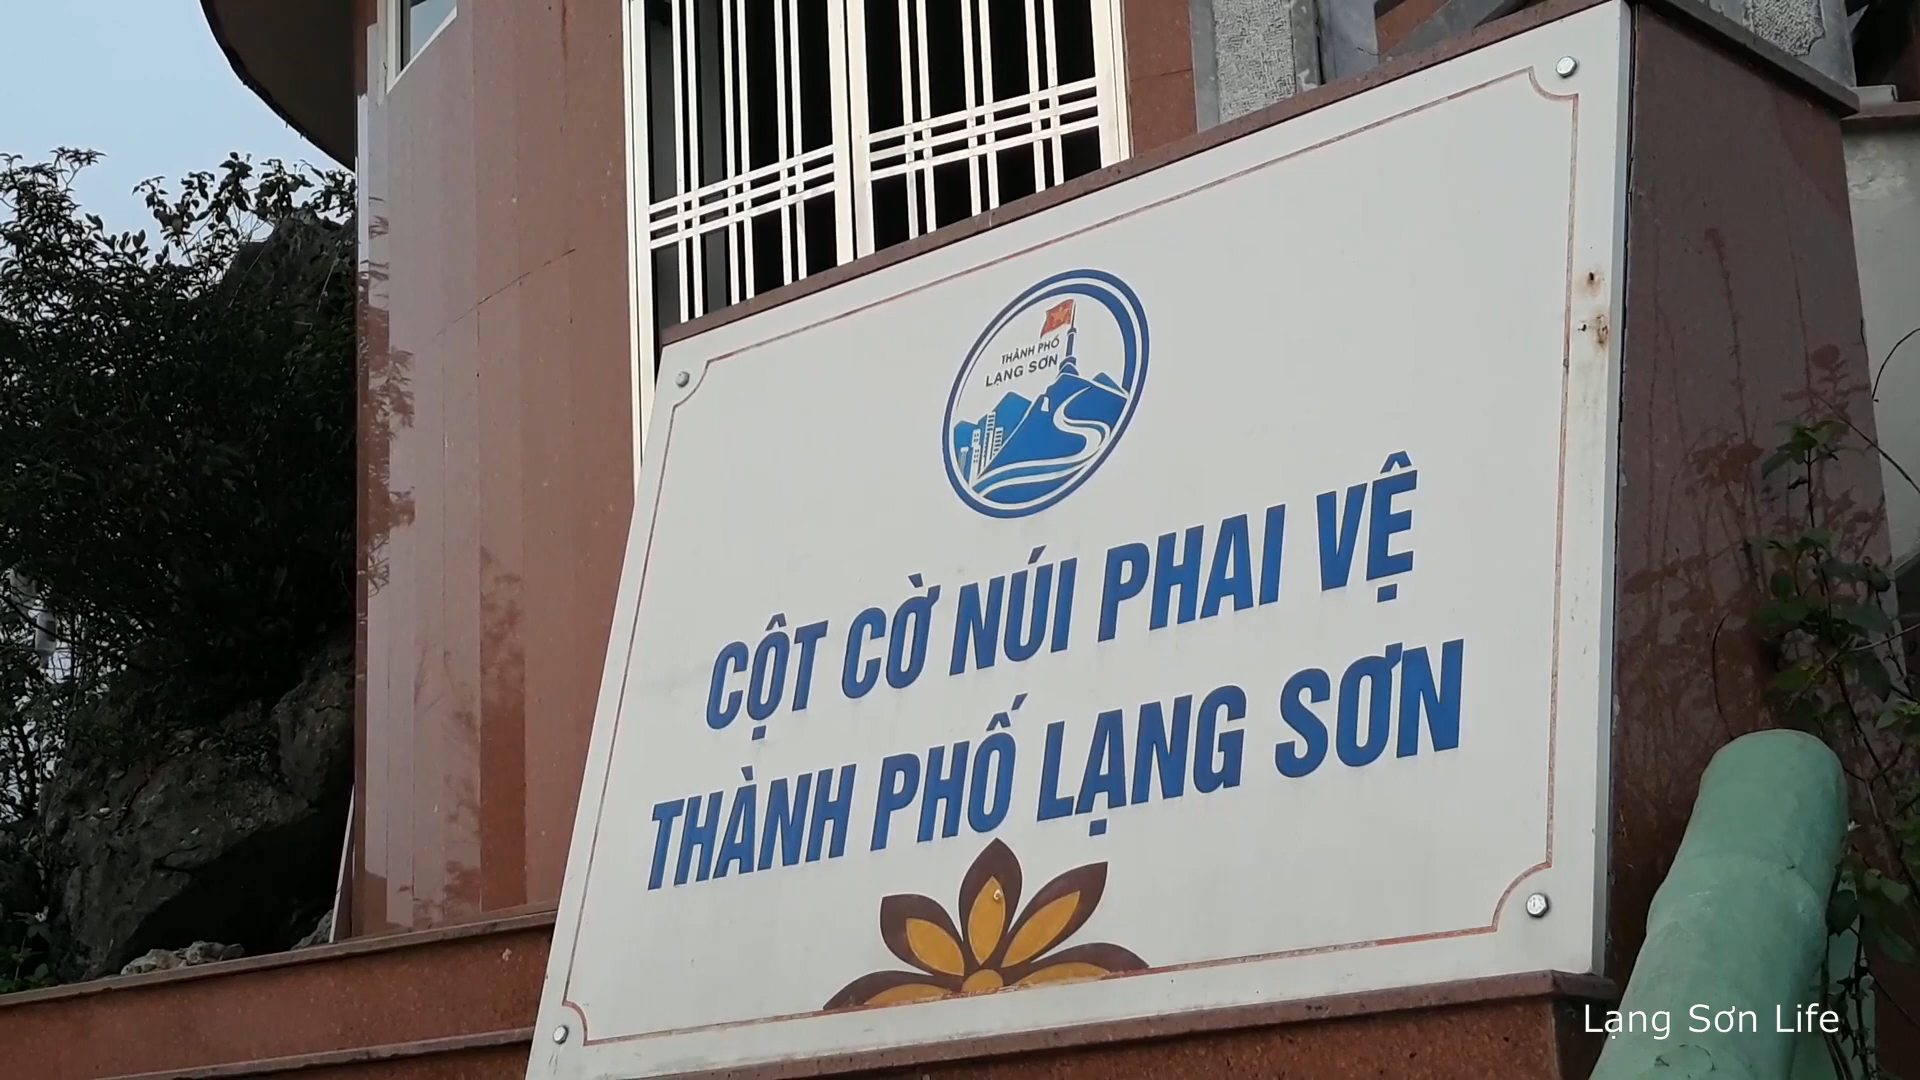 THÀNH PHỐ
LẠNG SƠN
CỘT CỜ NÚI PHAI VỆ
THÀNH PHỐ LẠNG SƠN
Lạng Sơn Life